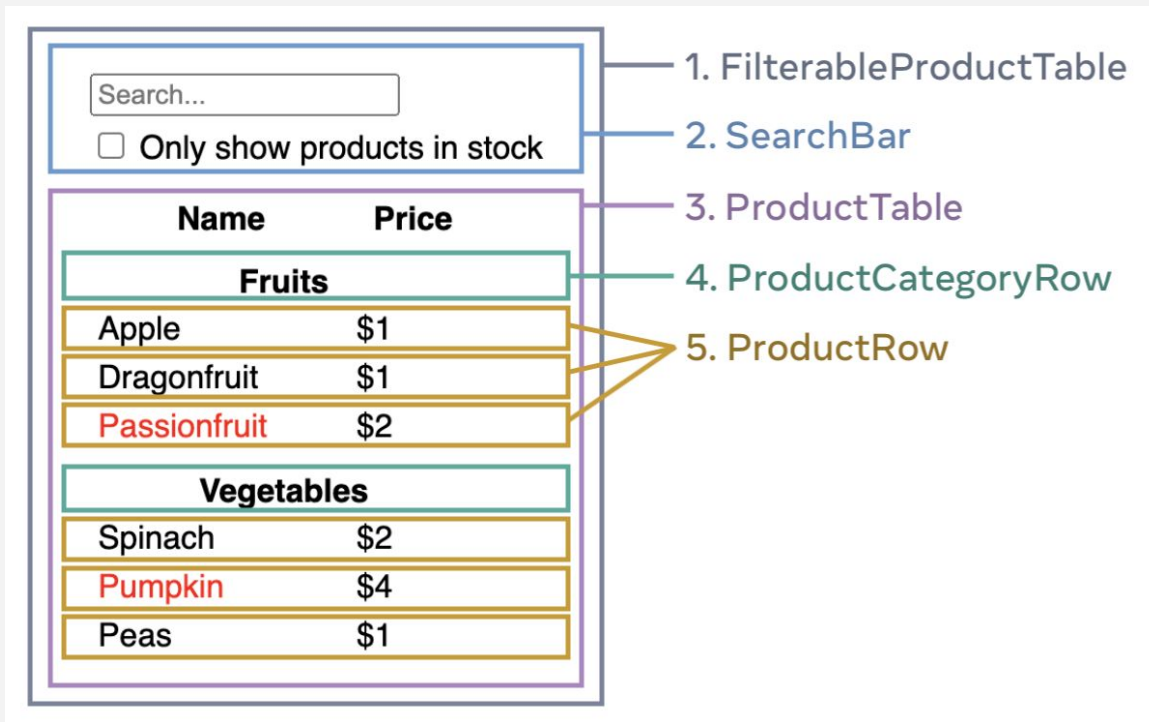 Search...
Only show products in stock
Name Price
Fruits
Apple $1
Dragonfruit $1
Passionfruit $2
Vegetables
Spinach $2
Pumpkin $4
Peas $1
1. FilterableProductTable
2. SearchBar
3. ProductTable
4. ProductCategoryRow
5. ProductRow